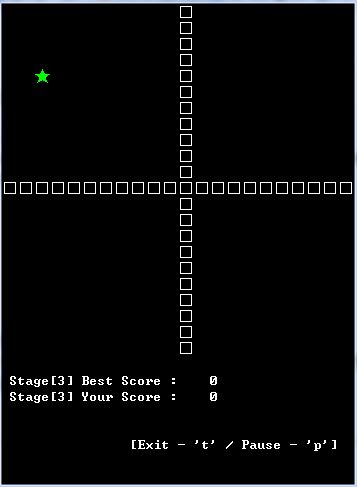 Stage[3] Best Score : 0
Stage[3] Your Score : 0
[Exit - 't' / Pause - 'p']